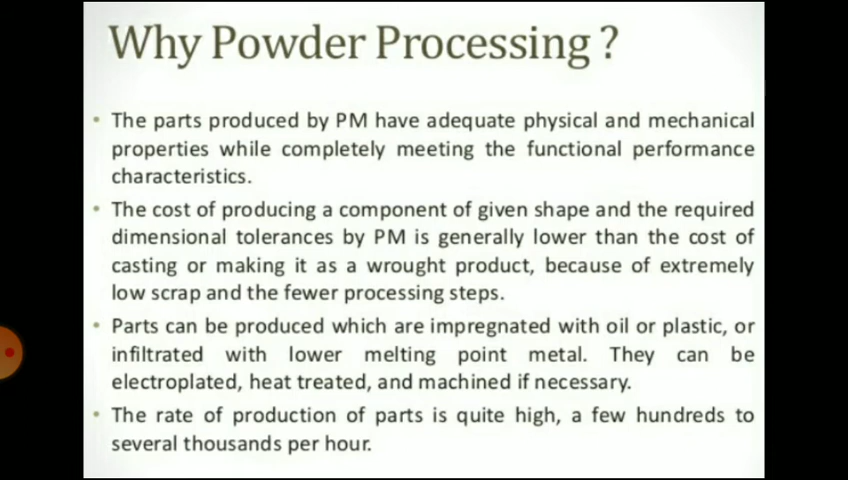 Why Powder Processing ?
• The parts produced by PM have adequate physical and mechanical
properties while completely meeting the functional performance
characteristics.
• The cost of producing a component of given shape and the required
dimensional tolerances by PM is generally lower than the cost of
casting or making it as a wrought product, because of extremely
low scrap and the fewer processing steps.
• Parts can be produced which are impregnated with oil or plastic, or
infiltrated with lower melting point metal. They can be
electroplated, heat treated, and machined if necessary.
• The rate of production of parts is quite high, a few hundreds to
several thousands per hour.